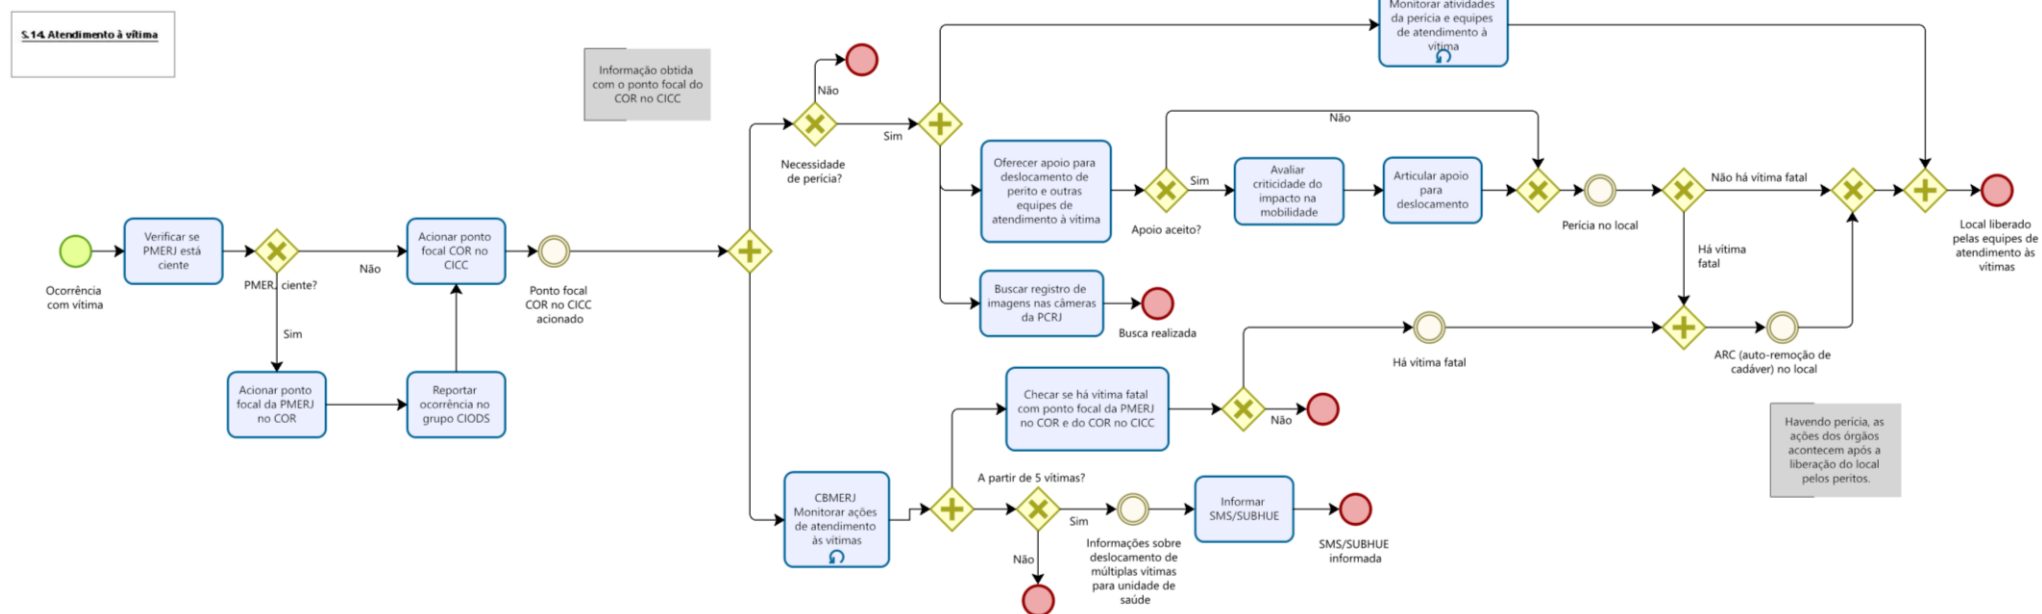 S.14. Atendimento à vítima
Informação obtida
com o ponto focal do
COR no CICC
Ocorrência
com vítima
Verificar se
PMERJ está
ciente
PMERJ ciente?
Não
Sim
Acionar ponto
focal da PMERJ
no COR
Reportar
ocorrência no
grupo CIODS
Acionar ponto
focal COR no
CICC
Ponto focal
COR no CICC
acionado
Não
Necessidade
de perícia?
Sim
Monitorar atividades
da perícia e equipes
de atendimento à
vítima
Oferecer apoio para
deslocamento de
perito e outras
equipes de
atendimento à vítima
Apoio aceito?
Não
Sim
Avaliar
criticidade do
impacto na
mobilidade
Articular apoio
para
deslocamento
Perícia no local
Não há vítima fatal
Há vítima
fatal
Local liberado
pelas equipes de
atendimento às
vítimas
Buscar registro de
imagens nas câmeras
da PCRJ
Busca realizada
Checar se há vítima fatal
com ponto focal da PMERJ
no COR e do COR no CICC
Não
Há vítima fatal
ARC (auto-remoção de
cadáver) no local
Havendo perícia, as
ações dos órgãos
acontecem após a
liberação do local
pelos peritos.
CBMERJ
Monitorar ações
de atendimento
às vítimas
A partir de 5 vítimas?
Sim
Não
Informações sobre
deslocamento de
múltiplas vítimas
para unidade de
saúde
Informar
SMS/SUBHUE
SMS/SUBHUE
informada